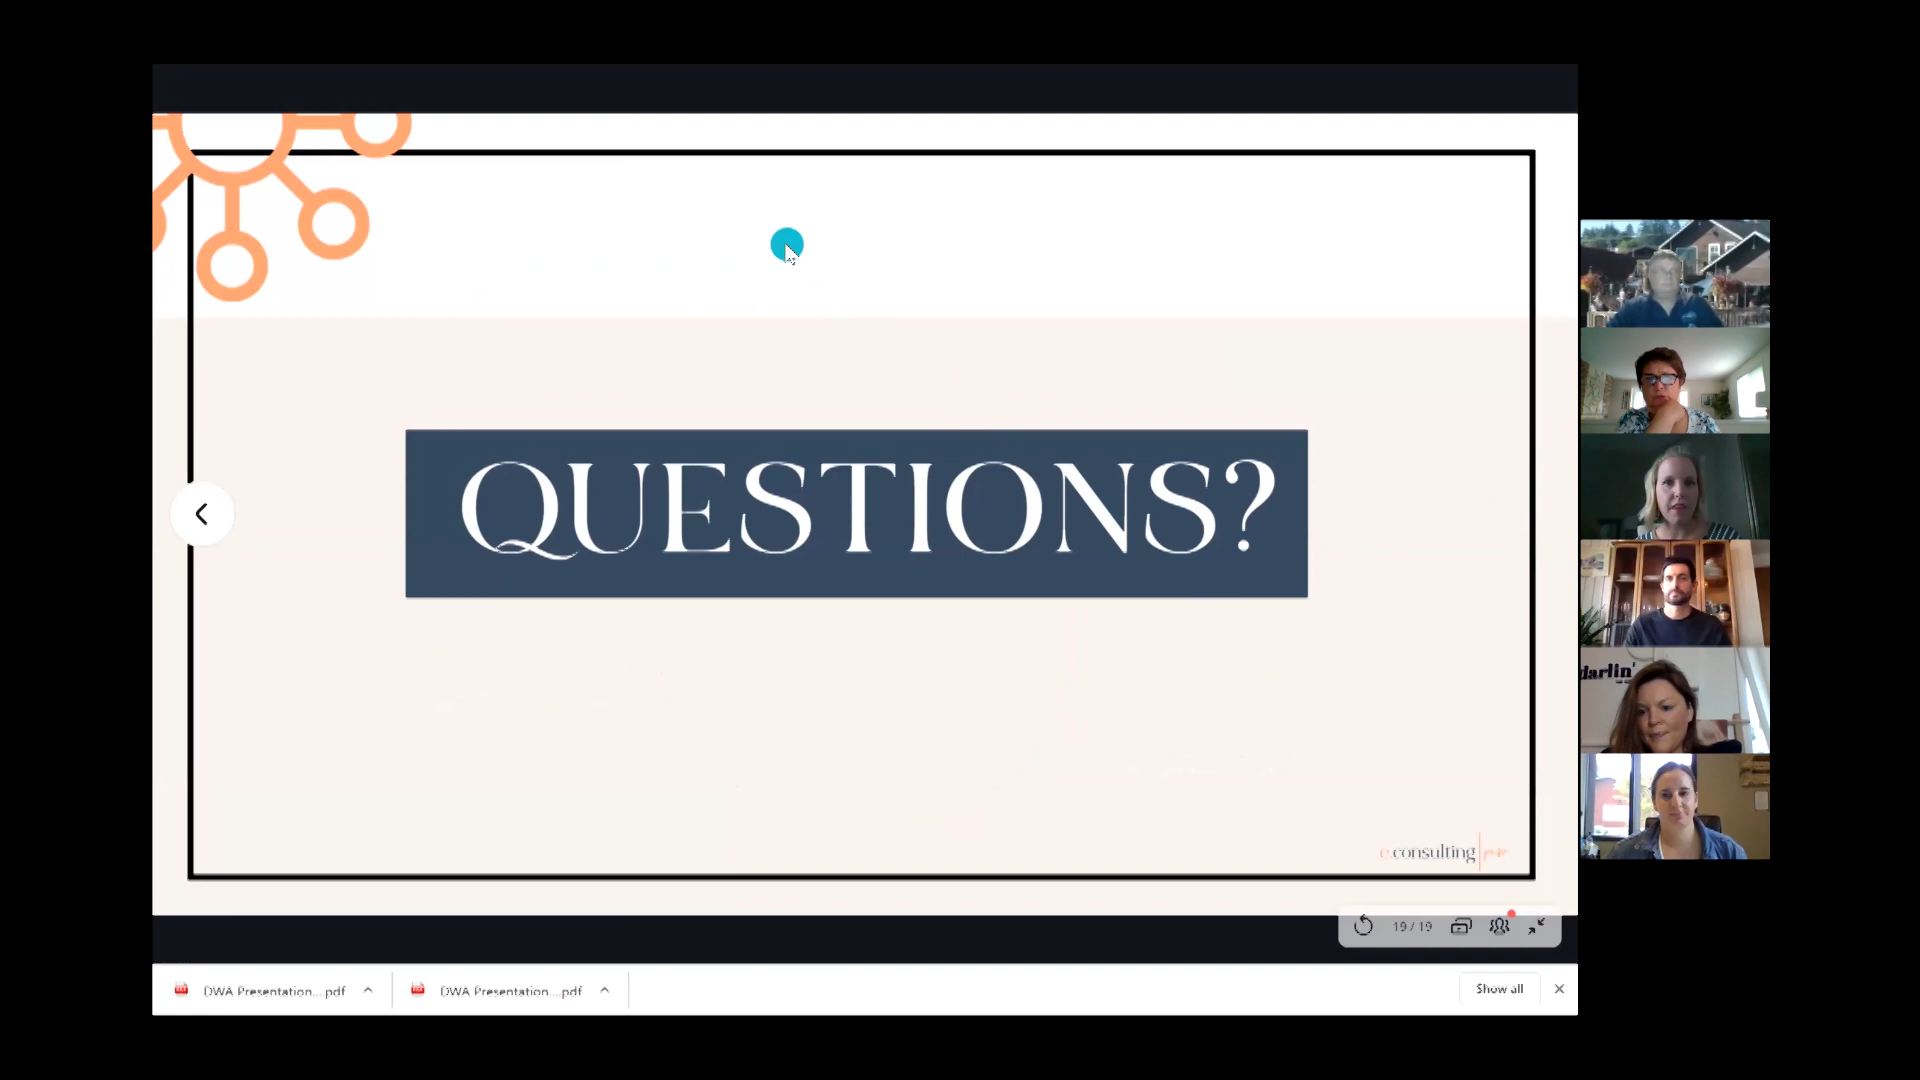 QUESTIONS?
e.consulting
19 / 19
DWA Presentation....pdf
DWA Presentation....pdf
Show all
darlin'